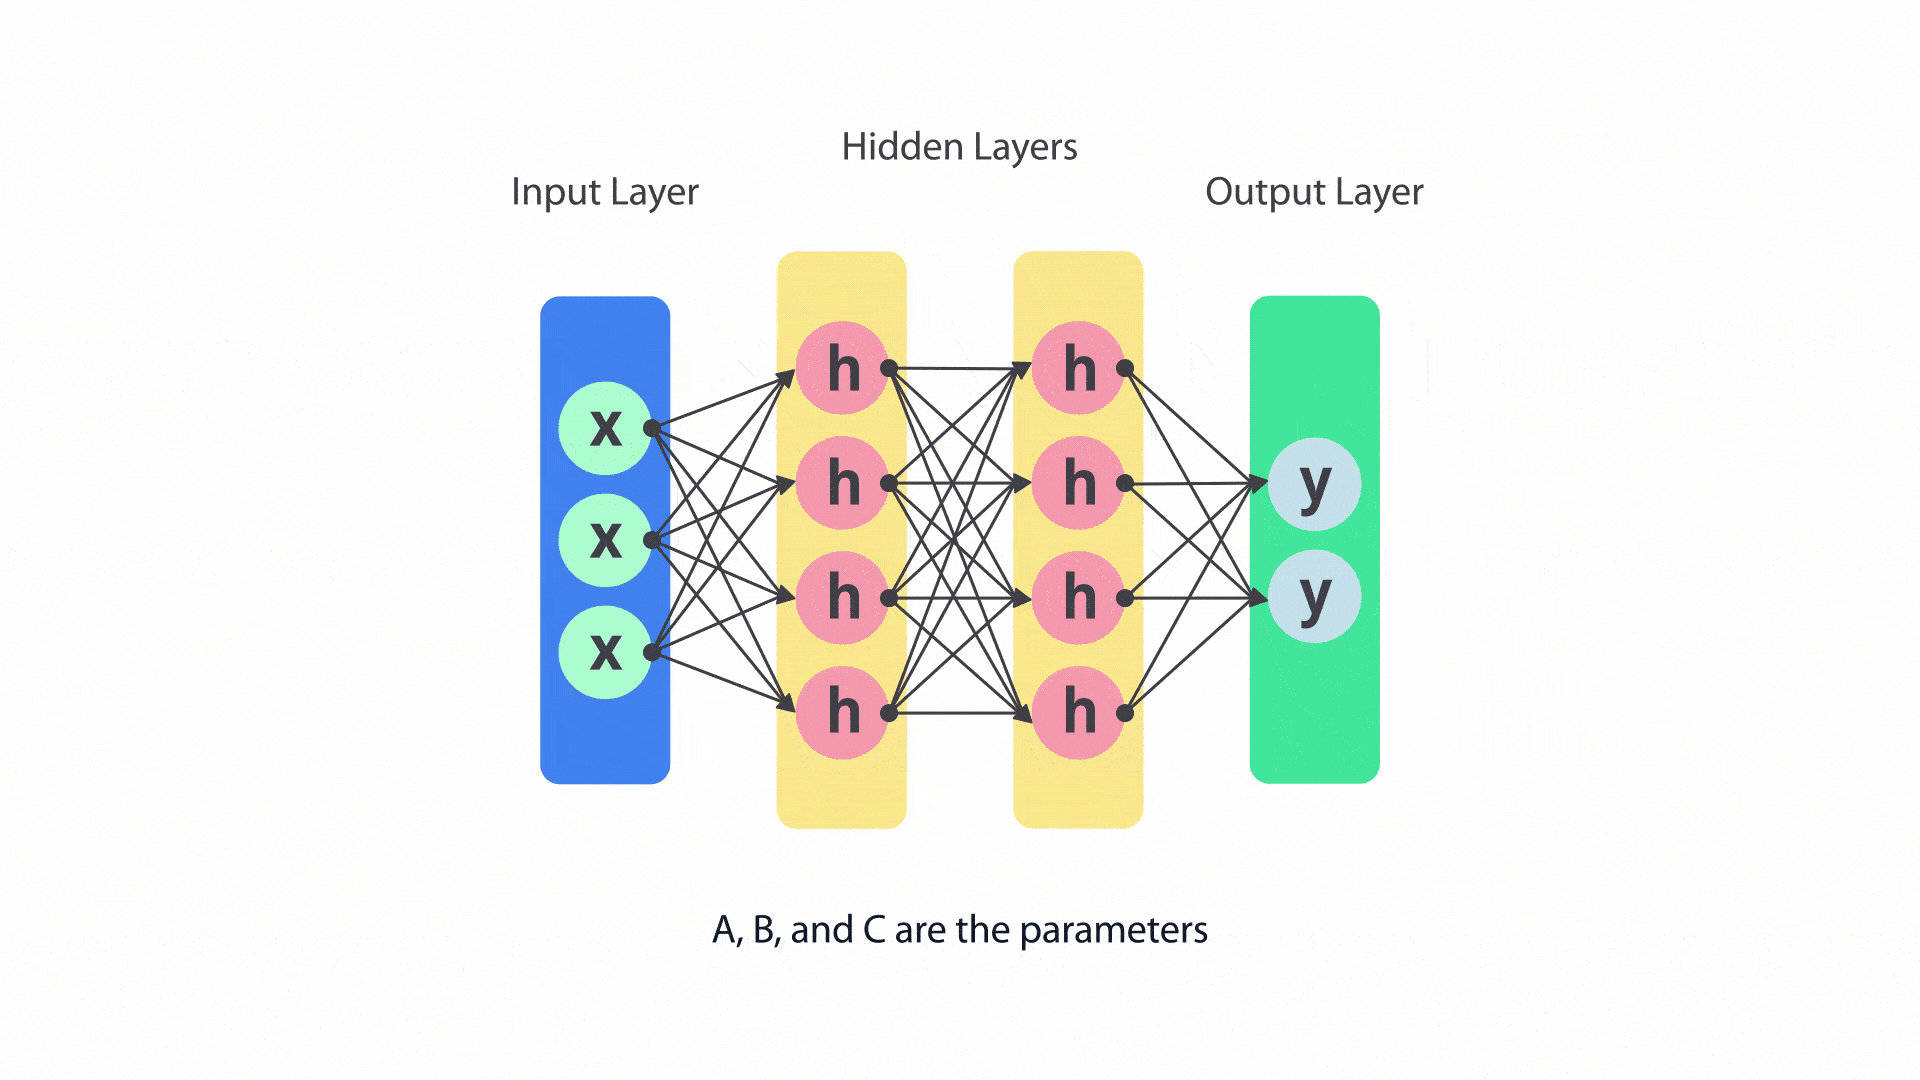 Hidden Layers
Input Layer
Output Layer
h h
x
h h y
x
h h y
x
h h
A, B, and C are the parameters